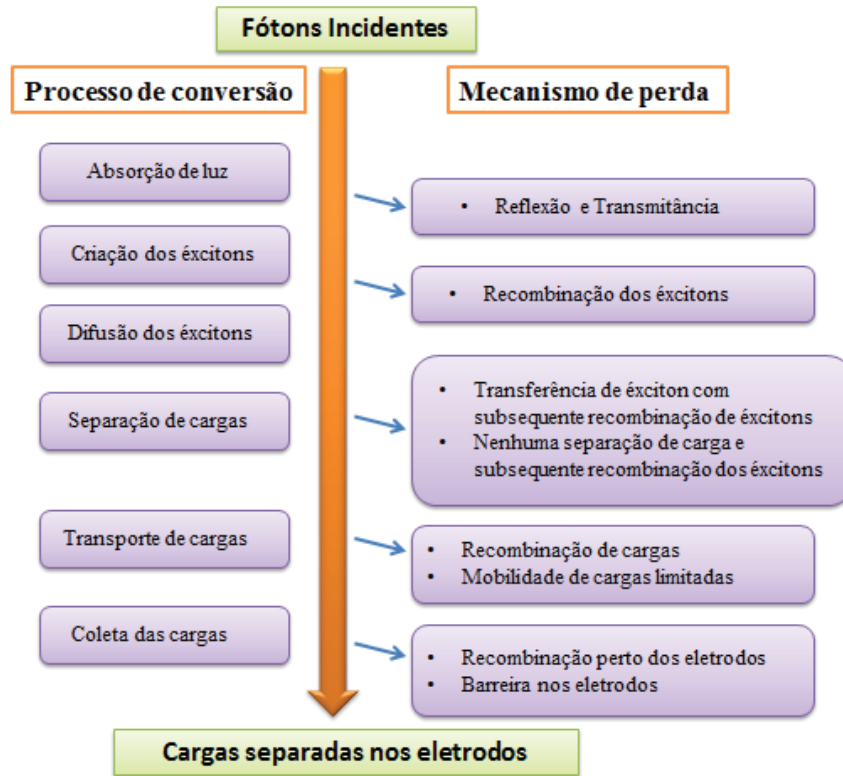 Fótons Incidentes
Processo de conversão
Mecanismo de perda
Absorção de luz
• Reflexão e Transmitância
Criação dos éxcitons
• Recombinação dos éxcitons
Difusão dos éxcitons
Separação de cargas
• Transferência de éxciton com
subsequente recombinação de éxcitons
• Nenhuma separação de carga e
subsequente recombinação dos éxcitons
Transporte de cargas
• Recombinação de cargas
• Mobilidade de cargas limitadas
Coleta das cargas
• Recombinação perto dos eletrodos
• Barreira nos eletrodos
Cargas separadas nos eletrodos